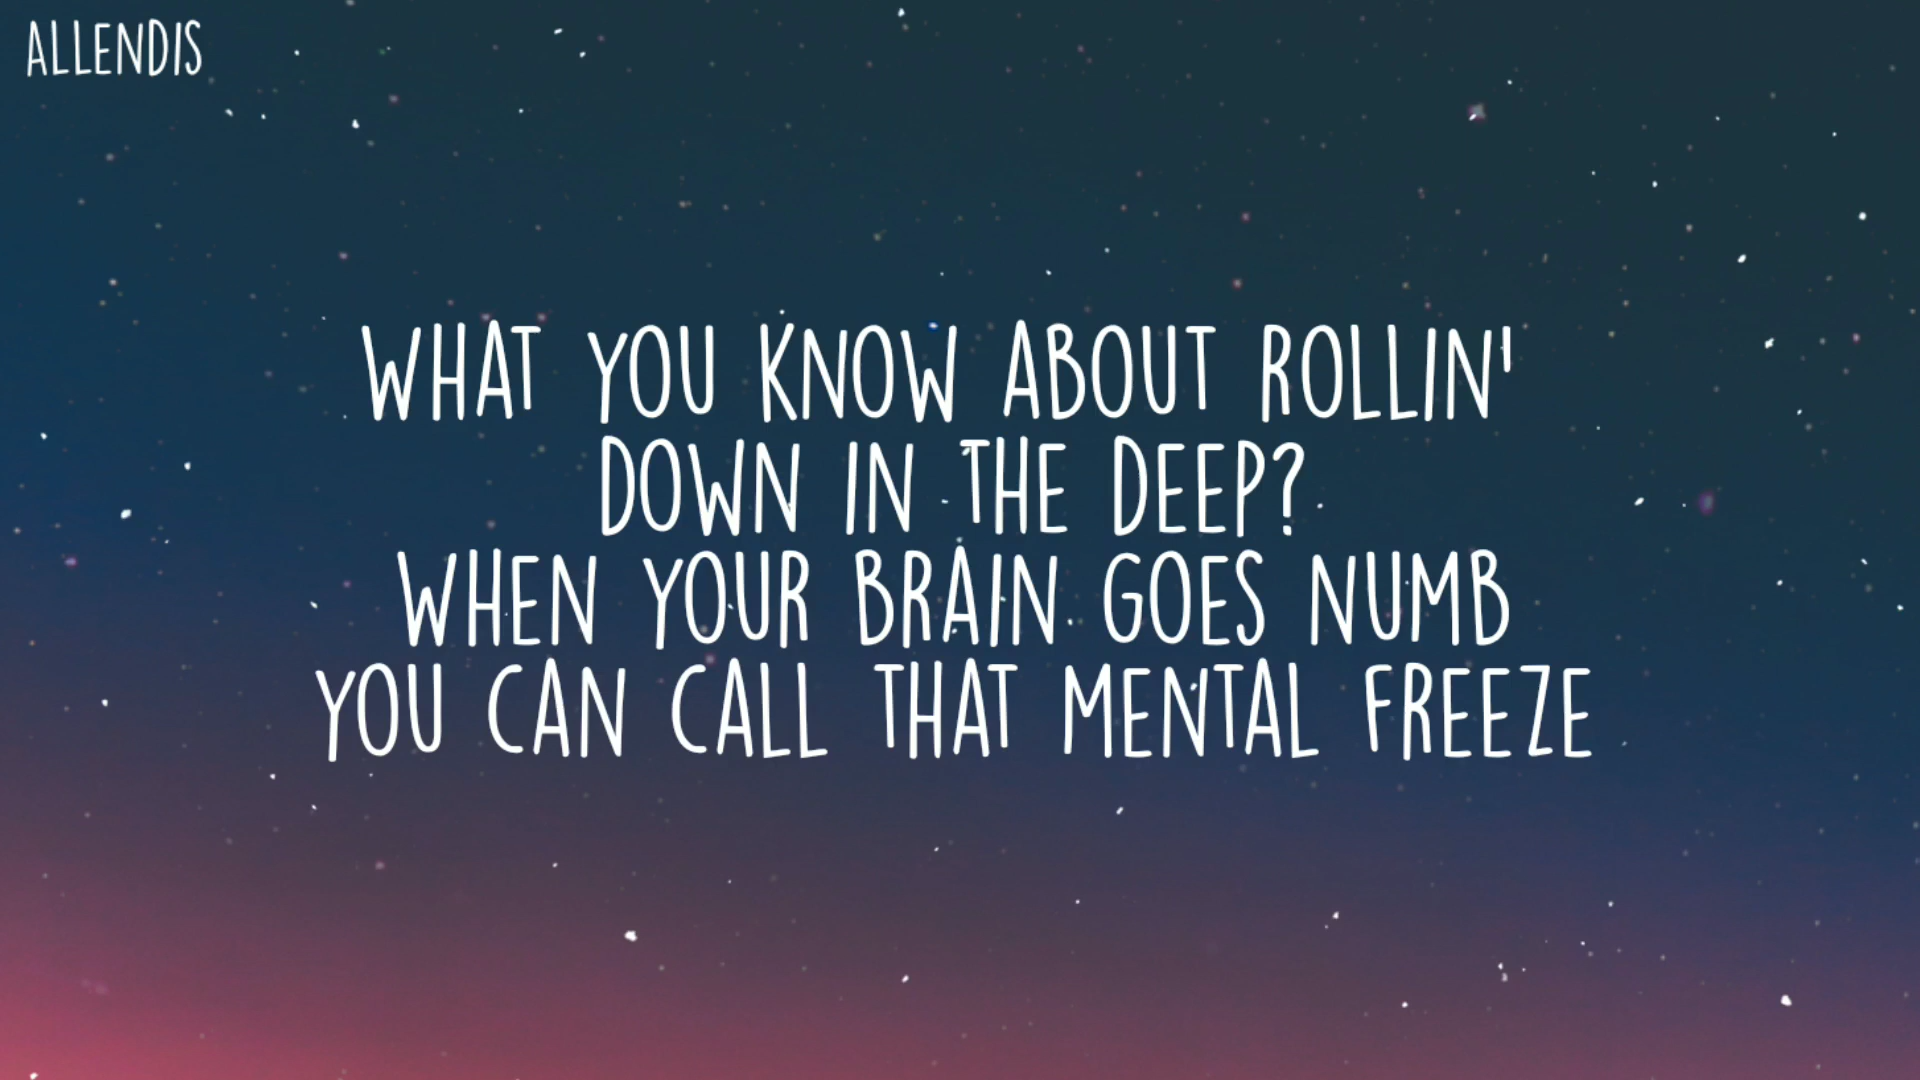 ALLENDIS
WHAT YOU KNOW ABOUT ROLLIN'
DOWN IN THE DEEP?
WHEN YOUR BRAIN GOES NUMB
YOU CAN CALL THAT MENTAL FREEZE